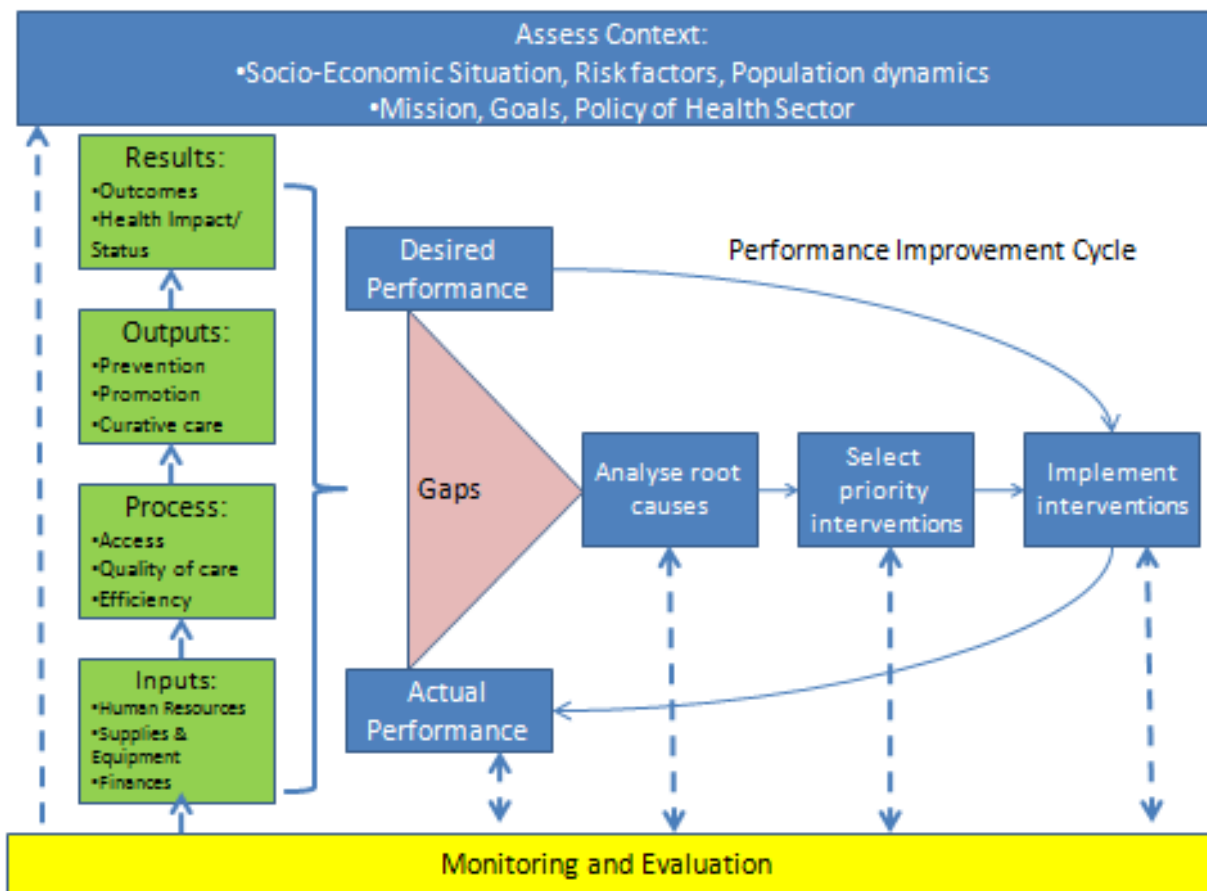 Assess Context:
•Socio-Economic Situation, Risk factors, Population dynamics
•Mission, Goals, Policy of Health Sector
Results:
•Outcomes
•Health Impact/
Status
Outputs:
•Prevention
•Promotion
•Curative care
Process:
•Access
•Quality of care
•Efficiency
Inputs:
•Human Resources
•Supplies &
Equipment
•Finances
Desired
Performance
Performance Improvement Cycle
Gaps
Analyse root
causes
Select
priority
interventions
Implement
interventions
Actual
Performance
Monitoring and Evaluation